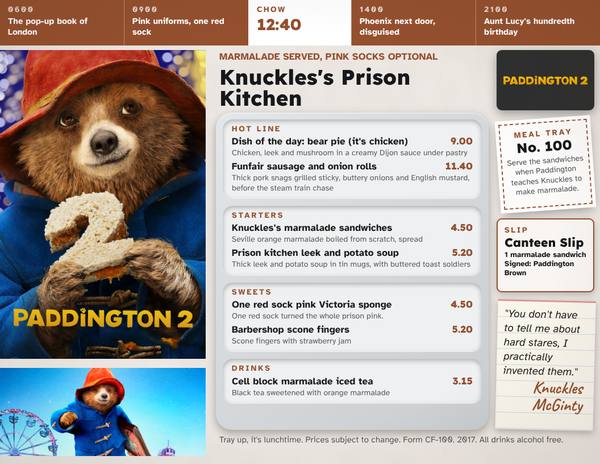 0600
The pop-up book of
London
0900
Pink uniforms, one red
sock
CHOW
12:40
1400
Phoenix next door,
disguised
2100
Aunt Lucy's hundredth
birthday
MARMALADE SERVED, PINK SOCKS OPTIONAL
Knuckles's Prison
Kitchen
HOT LINE
Dish of the day: bear pie (it's chicken) 9.00
Chicken, leek and mushroom in a creamy Dijon sauce under pastry
Funfair sausage and onion rolls 11.40
Thick pork snags grilled sticky, buttery onions and English mustard,
before the steam train chase
STARTERS
Knuckles's marmalade sandwiches 4.50
Seville orange marmalade boiled from scratch, spread
Prison kitchen leek and potato soup 5.20
Thick leek and potato soup in tin mugs, with buttered toast soldiers
SWEETS
One red sock pink Victoria sponge 4.50
One red sock turned the whole prison pink.
Barbershop scone fingers 5.20
Scone fingers with strawberry jam
DRINKS
Cell block marmalade iced tea 3.15
Black tea sweetened with orange marmalade
Tray up, it's lunchtime. Prices subject to change. Form CF-100, 2017. All drinks alcohol free.
2
PADDINGTON 2
PADDINGTON 2
MEAL TRAY
No. 100
Serve the sandwiches
when Paddington
teaches Knuckles to
make marmalade.
SLIP
Canteen Slip
1 marmalade sandwich
Signed: Paddington
Brown
"You don't have
to tell me about
hard stares, I
practically
invented them."
Knuckles
McGinty